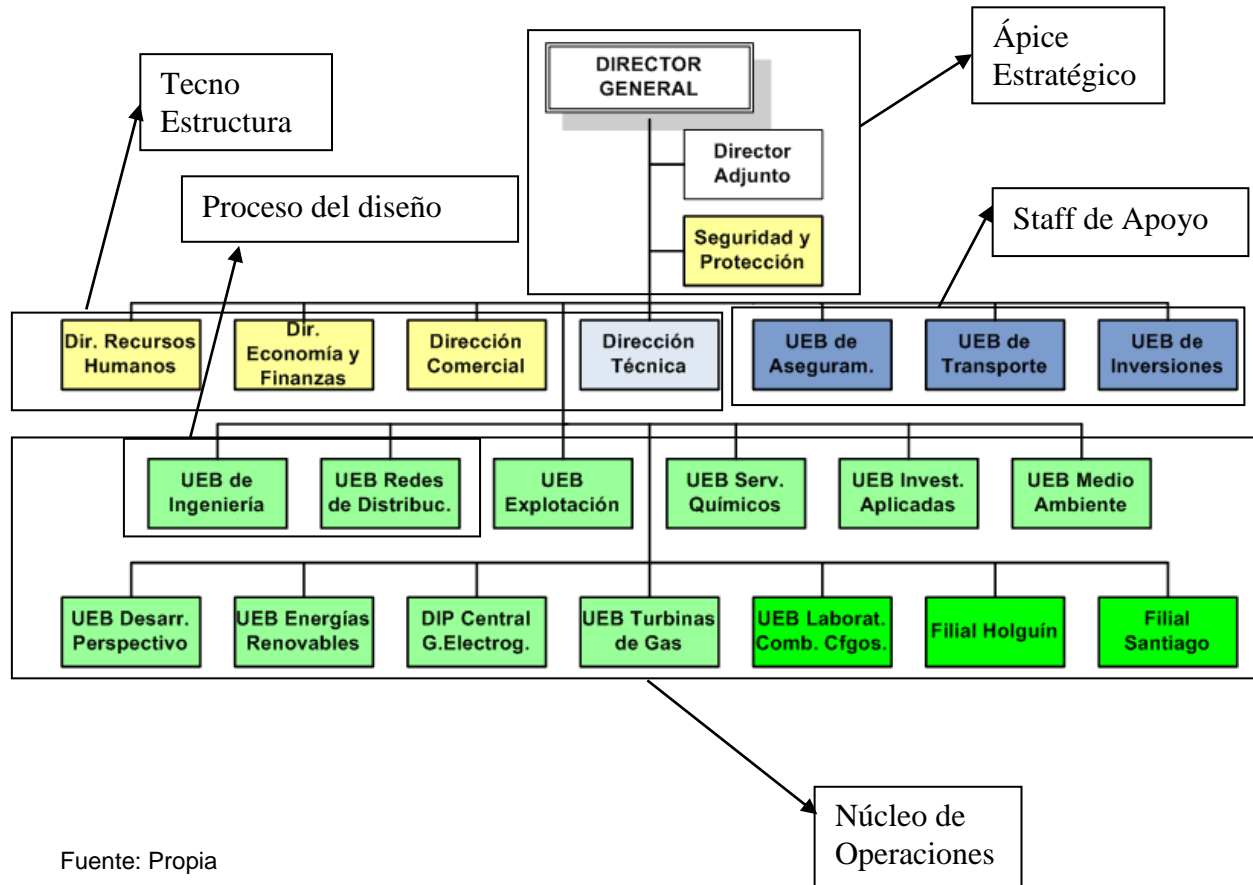 Tecno
Estructura
DIRECTOR
GENERAL
Ápice
Estratégico
Director
Adjunto
Proceso del diseño
Staff de Apoyo
Seguridad y
Protección
Dir. Recursos
Humanos
Dir.
Economía y
Finanzas
Dirección
Comercial
Dirección
Técnica
UEB de
Aseguram.
UEB de
Transporte
UEB de
Inversiones
UEB de
Ingeniería
UEB Redes
de Distribuc.
UEB
Explotación
UEB Serv.
Químicos
UEB Invest.
Aplicadas
UEB Medio
Ambiente
UEB Desarr.
Perspectivo
UEB Energías
Renovables
DIP Central
G.Electrog.
UEB Turbinas
de Gas
UEB Laborat.
Comb. Cfgos.
Filial Holguín
Filial
Santiago
Núcleo de
Operaciones
Fuente: Propia